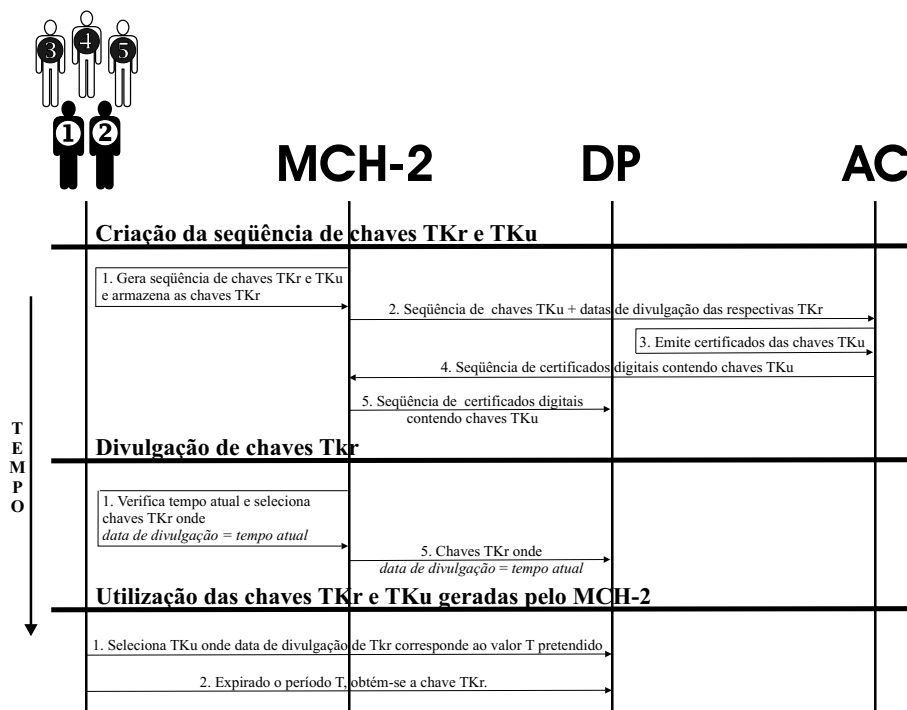 3 4 5
1 2
MCH-2 DP AC
Criação da seqüência de chaves TKr e TKu
1. Gera seqüência de chaves TKr e TKu
e armazena as chaves TKr
2. Seqüência de chaves TKu + datas de divulgação das respectivas TKr
3. Emite certificados das chaves TKu
4. Seqüência de certificados digitais contendo chaves TKu
5. Seqüência de certificados digitais
contendo chaves TKu
TEMPO
Divulgação de chaves Tkr
1. Verifica tempo atual e seleciona
chaves TKr onde
data de divulgação = tempo atual
5. Chaves TKr onde
data de divulgação = tempo atual
Utilização das chaves TKr e TKu geradas pelo MCH-2
1. Seleciona TKu onde data de divulgação de Tkr corresponde ao valor T pretendido
2. Expirado o período T, obtém-se a chave TKr.